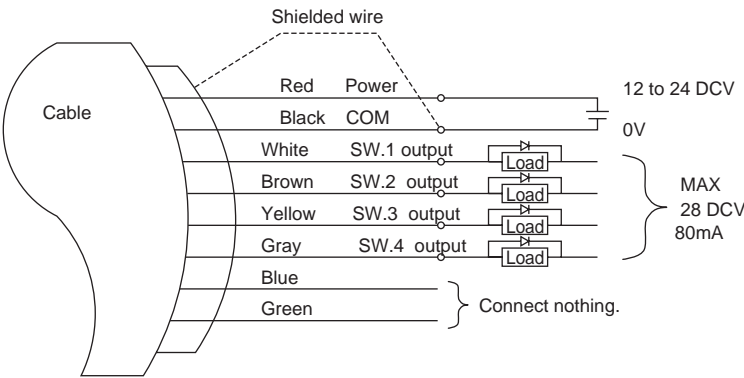 Shielded wire
Cable
Red Power
12 to 24 DCV
Black COM
0V
White SW.1 output
Load
Brown SW.2 output
Load
Yellow SW.3 output
Load
Gray SW.4 output
Load
MAX
28 DCV
80mA
Blue
Green
Connect nothing.